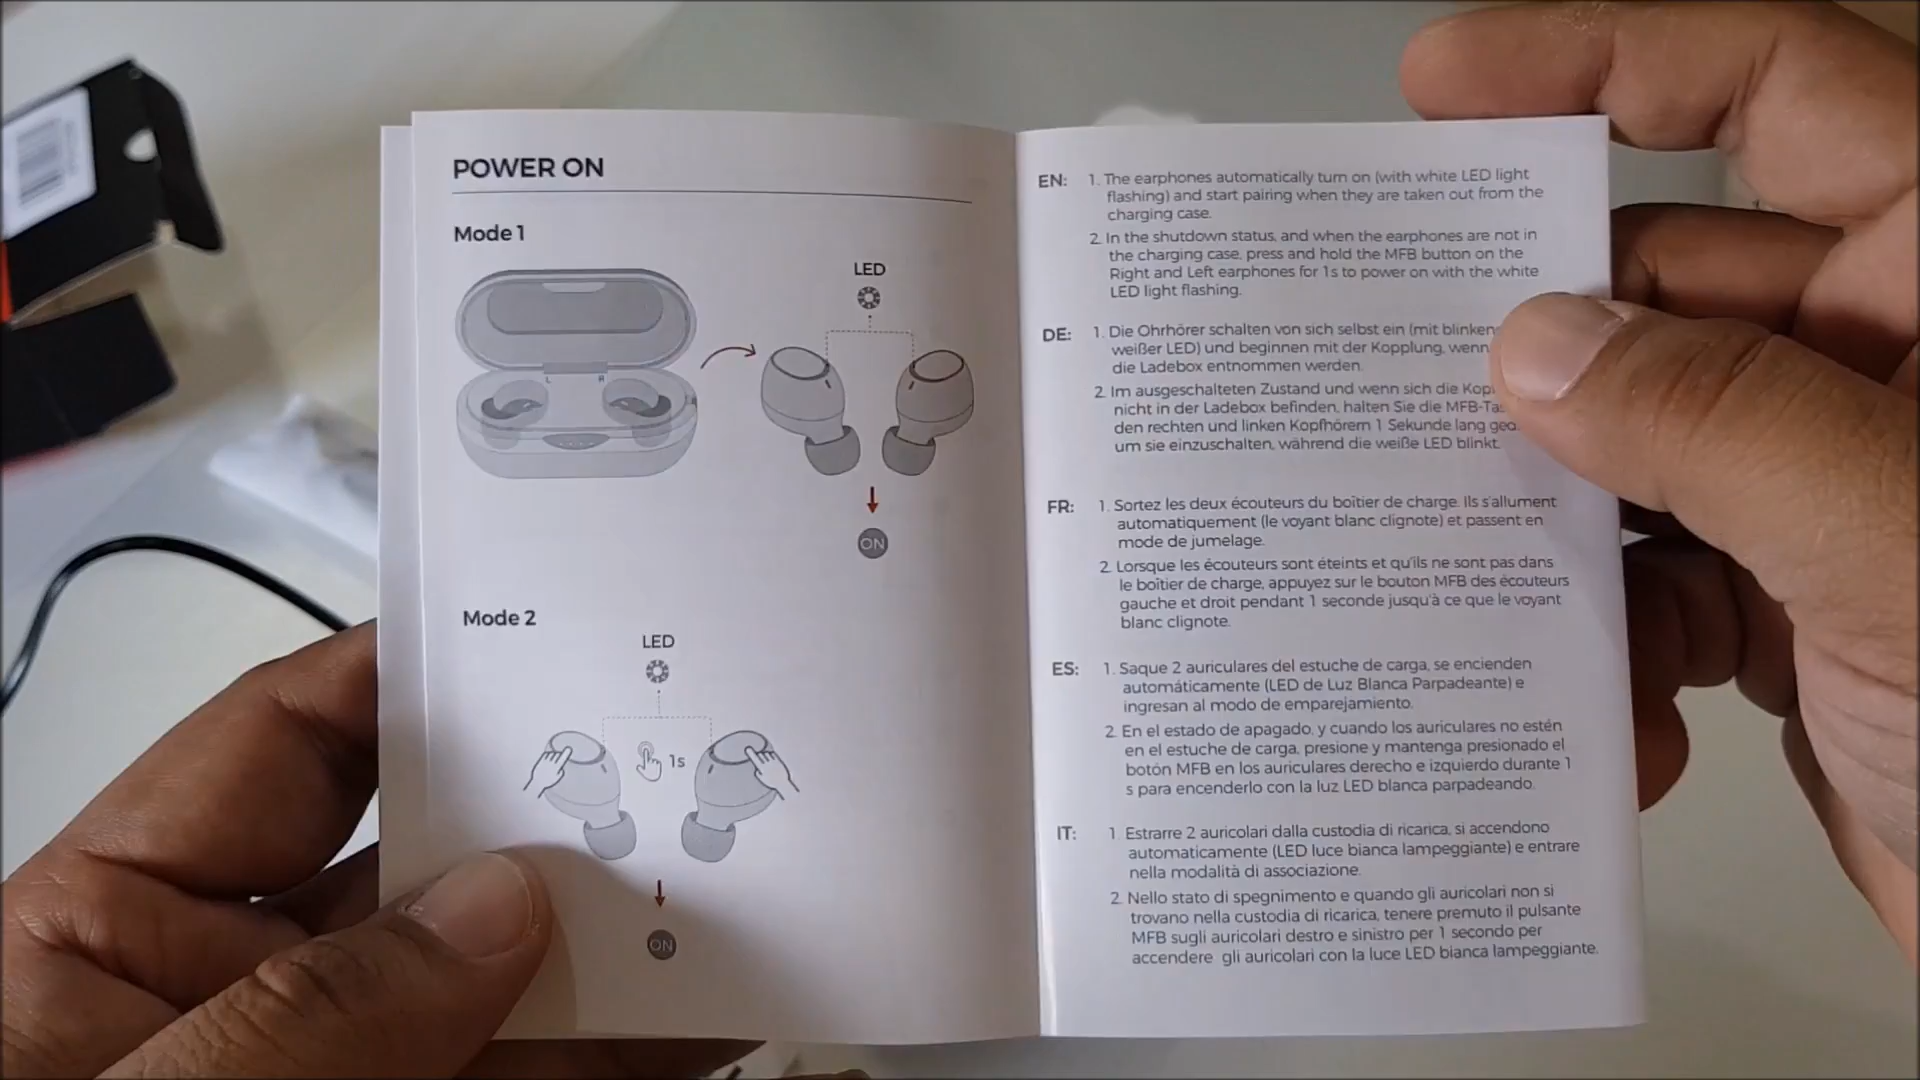 POWER ON
Mode 1
LED
L R
ON
Mode 2
LED
1s
ON
EN: 1. The earphones automatically turn on (with white LED light
flashing) and start pairing when they are taken out from the
charging case.
2. In the shutdown status, and when the earphones are not in
the charging case, press and hold the MFB button on the
Right and Left earphones for 1s to power on with the white
LED light flashing.
DE: 1. Die Ohrhörer schalten von sich selbst ein (mit blinken
weißer LED) und beginnen mit der Kopplung, wenn
die Ladebox entnommen werden.
2. Im ausgeschalteten Zustand und wenn sich die
nicht in der Ladebox befinden, halten Sie die
den rechten und linken Kopfhörern 1 Sekunde lang
um sie einzuschalten, während die weiße LED blinkt.
FR: 1. Sortez les deux écouteurs du boîtier de charge. Ils s'allument
automatiquement (le voyant blanc clignote) et passent en
mode de jumelage.
2. Lorsque les écouteurs sont éteints et qu'ils ne sont pas dans
le boîtier de charge, appuyez sur le bouton MFB des écouteurs
gauche et droit pendant 1 seconde jusqu'à ce que le voyant
blanc clignote.
ES: 1. Saque 2 auriculares del estuche de carga, se encienden
automáticamente (LED de Luz Blanca Parpadeante) e
ingresan al modo de emparejamiento.
2. En el estado de apagado, y cuando los auriculares no estén
en el estuche de carga, presione y mantenga presionado el
botón MFB en los auriculares derecho e izquierdo durante 1
s para encenderlo con la luz LED blanca parpadeando.
IT: 1 Estrarre 2 auricolari dalla custodia di ricarica, si accendono
automaticamente (LED luce bianca lampeggiante) e entrare
nella modalità di associazione.
2. Nello stato di spegnimento e quando gli auricolari non si
trovano nella custodia di ricarica, tenere premuto il pulsante
MFB sugli auricolari destro e sinistro per 1 secondo per
accendere gli auricolari con la luce LED bianca lampeggiante.